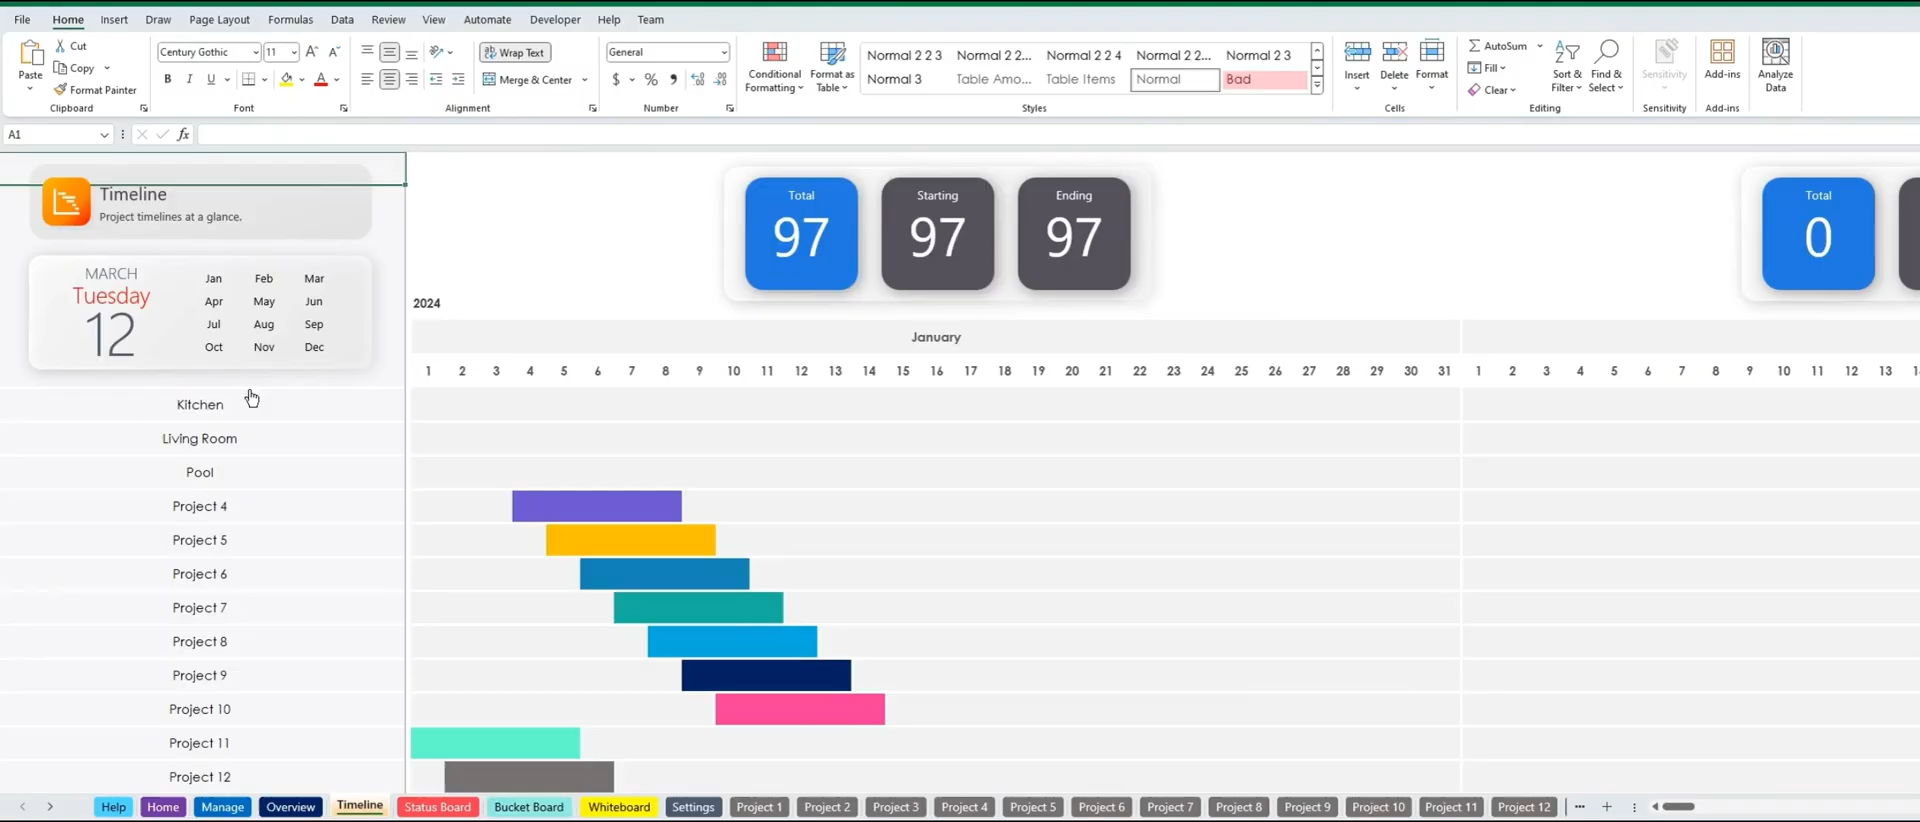 File Home Insert Draw Page Layout Formulas Data Review View Automate Developer Help Team
Paste
Cut
Copy
Format Painter
Clipboard
Century Gothic 11
B I U
Font
Wrap Text
Merge & Center
Alignment
General
$ % 9
Number
Conditional Formatting
Format as Table
Normal 2 2 3 Normal 2 2... Normal 2 2 4 Normal 2 2... Normal 2 3
Normal 3 Table Amo... Table Items Normal Bad
Styles
Insert Delete Format
Cells
AutoSum
Fill
Clear
Sort & Filter
Find & Select
Editing
Sensitivity
Sensitivity
Add-ins
Add-ins
Analyze Data
A1 fx
Timeline
Project timelines at a glance.
MARCH
Tuesday
12
Jan Feb Mar
Apr May Jun
Jul Aug Sep
Oct Nov Dec
Total Starting Ending
97 97 97
Total
0
2024
January
1 2 3 4 5 6 7 8 9 10 11 12 13 14 15 16 17 18 19 20 21 22 23 24 25 26 27 28 29 30 31 1 2 3 4 5 6 7 8 9 10 11 12 13
Kitchen
Living Room
Pool
Project 4
Project 5
Project 6
Project 7
Project 8
Project 9
Project 10
Project 11
Project 12
Help Home Manage Overview Timeline Status Board Bucket Board Whiteboard Settings Project 1 Project 2 Project 3 Project 4 Project 5 Project 6 Project 7 Project 8 Project 9 Project 10 Project 11 Project 12 ...